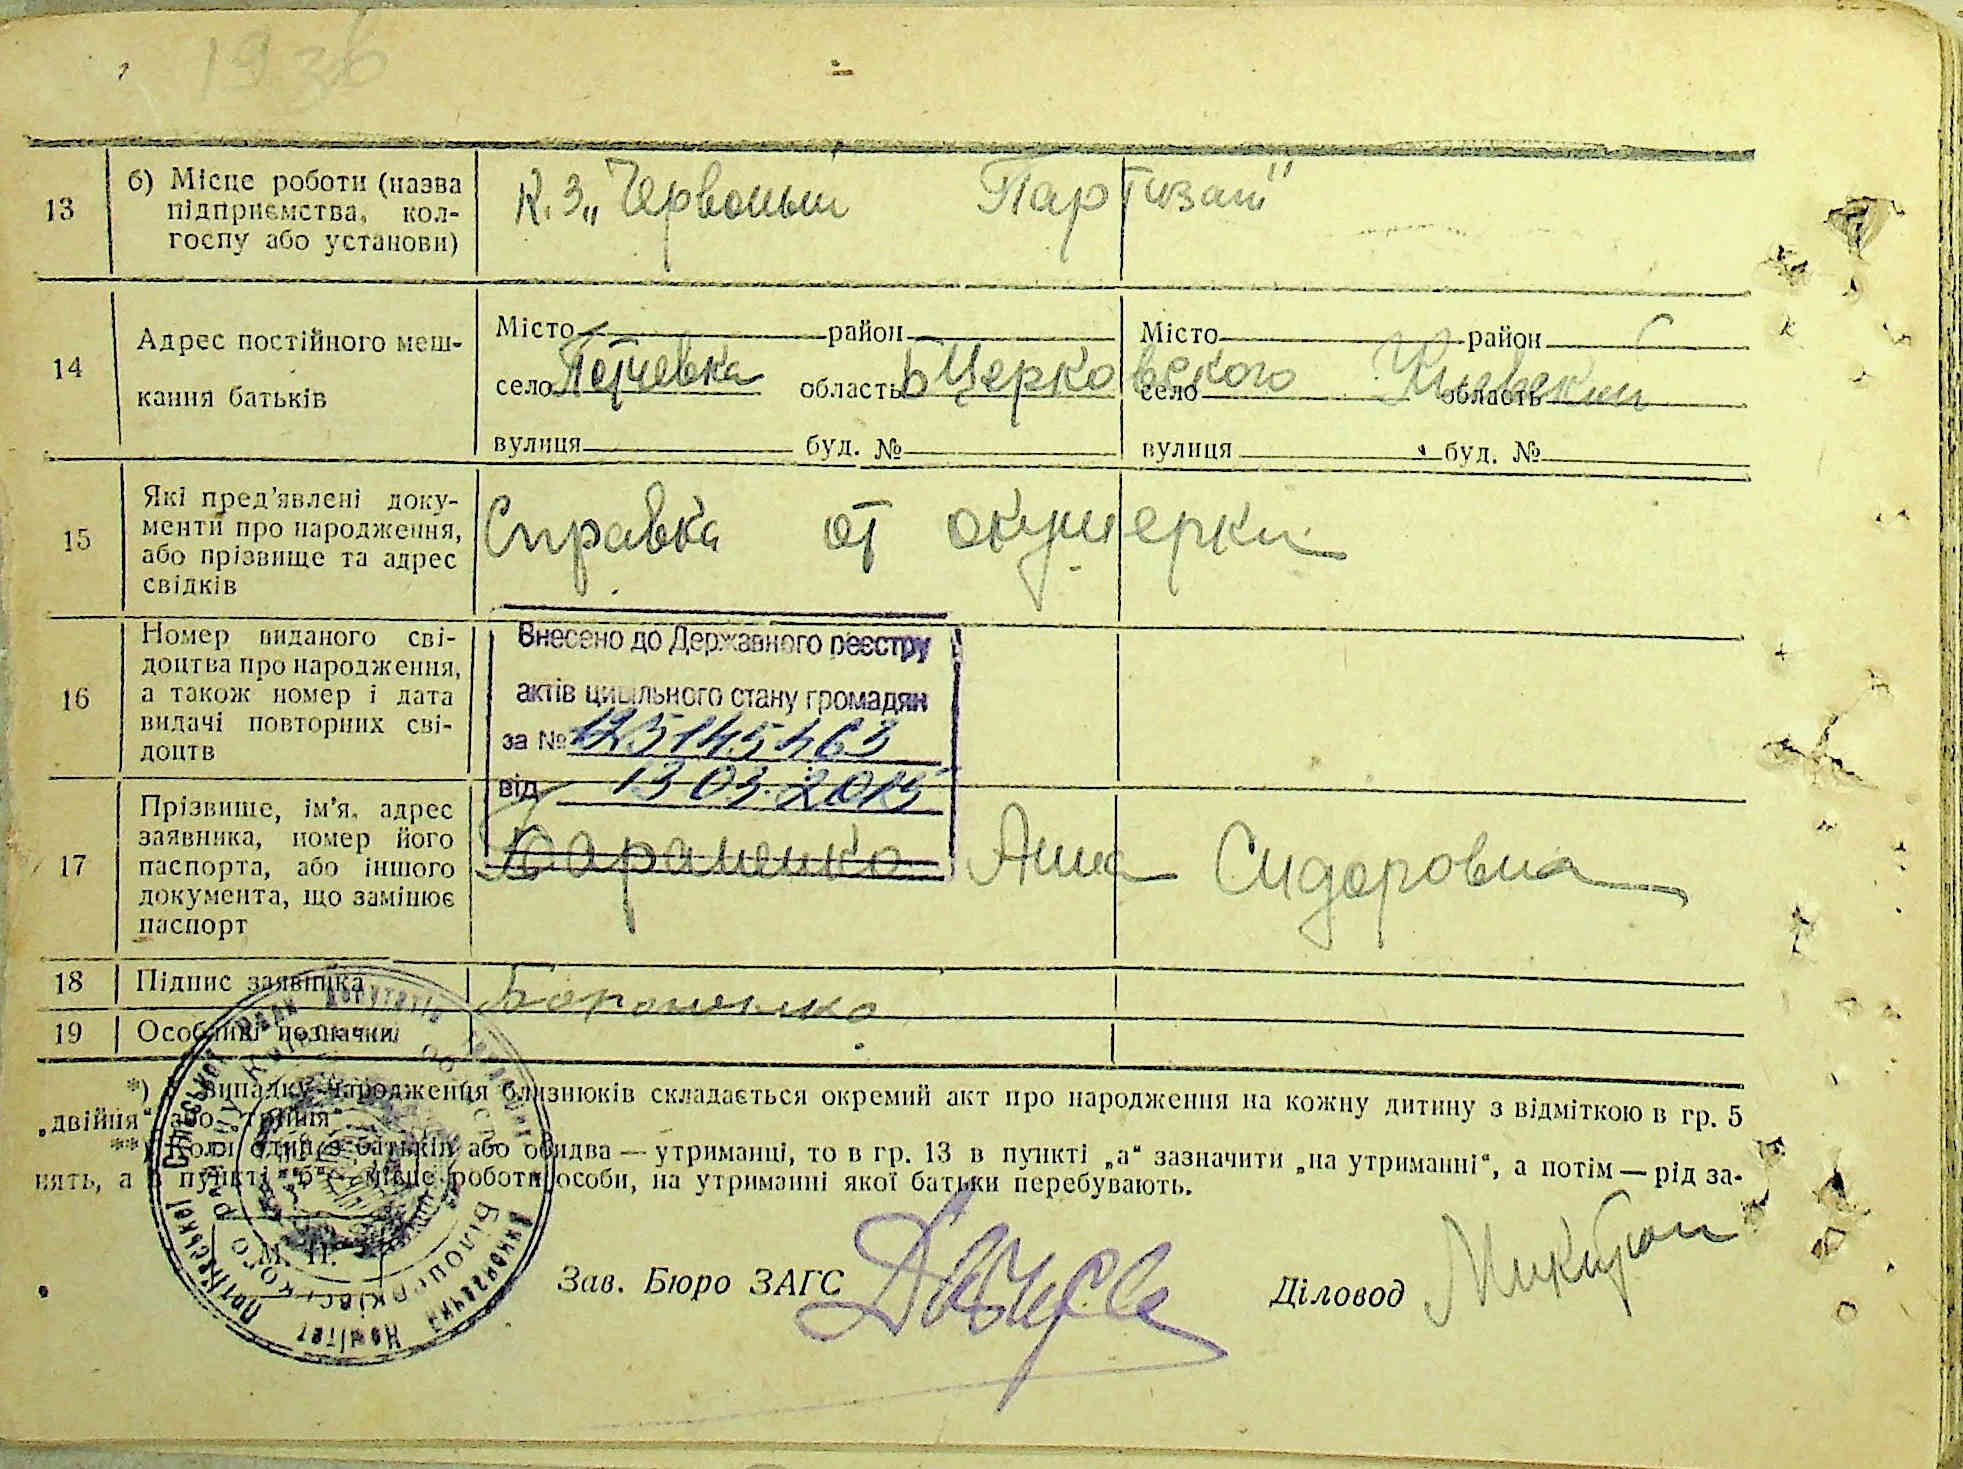 1936
13
б) Місце роботи (назва
підприємства, кол-
госпу або установи)
К.З „Червоный Партизан"
14
Адрес постійного меш-
кання батьків
Місто район
село область БЦерковского
вулиця буд. №
Місто район
село Киевский область
вулиця буд. №
15
Які пред’явлені доку-
менти про народження,
або прізвище та адрес
свідків
Справка от окушерки
16
Номер виданого сві-
доцтва про народження,
а також номер і дата
видачі повторних сві-
доцтв
Внесено до Державного реєстру
актів цивільного стану громадян
за №
від 13 03.
17
Прізвище, ім’я, адрес
заявника, номер його
паспорта, або іншого
документа, що замінює
паспорт
Бараненко Анна Сидоровна
18
Підпис заявника
19
Особливі позначки
*) У випадку народження близнюків складається окремий акт про народження на кожну дитину з відміткою в гр. 5
„двійня“ або „трійня“.
**) Коли один з батьків або обидва — утриманці, то в гр. 13 в пункті „а“ зазначити „на утриманні“, а потім — рід за-
нять, а в пункті „б“ — місце роботи особи, на утриманні якої батьки перебувають.
М. П.
Зав. Бюро ЗАГС
Діловод